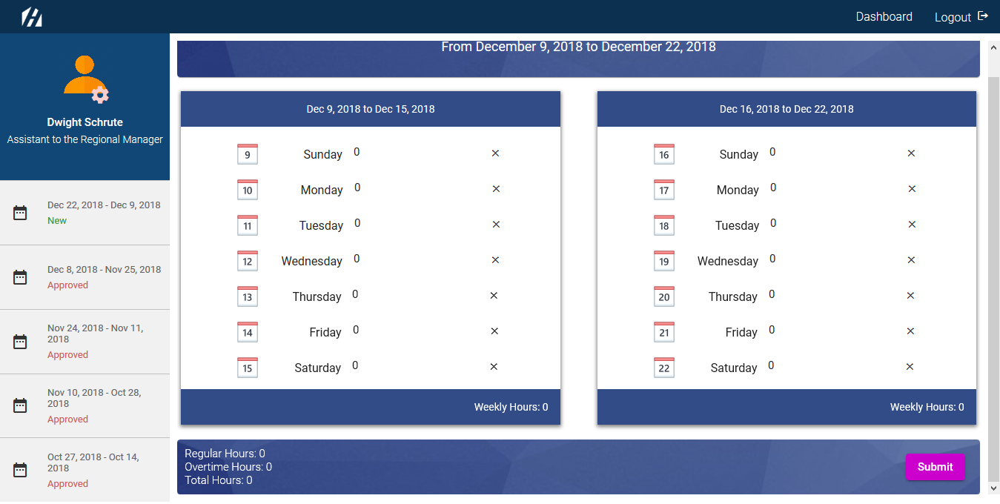 Dashboard
Logout
Dwight Schrute
Assistant to the Regional Manager
Dec 22, 2018 - Dec 9, 2018
New
Dec 8, 2018 - Nov 25, 2018
Approved
Nov 24, 2018 - Nov 11,
2018
Approved
Nov 10, 2018 - Oct 28,
2018
Approved
Oct 27, 2018 - Oct 14,
2018
Approved
From December 9, 2018 to December 22, 2018
Dec 9, 2018 to Dec 15, 2018
9 Sunday 0 ×
10 Monday 0 ×
11 Tuesday 0 ×
12 Wednesday 0 ×
13 Thursday 0 ×
14 Friday 0 ×
15 Saturday 0 ×
Weekly Hours: 0
Dec 16, 2018 to Dec 22, 2018
16 Sunday 0 ×
17 Monday 0 ×
18 Tuesday 0 ×
19 Wednesday 0 ×
20 Thursday 0 ×
21 Friday 0 ×
22 Saturday 0 ×
Weekly Hours: 0
Regular Hours: 0
Overtime Hours: 0
Total Hours: 0
Submit